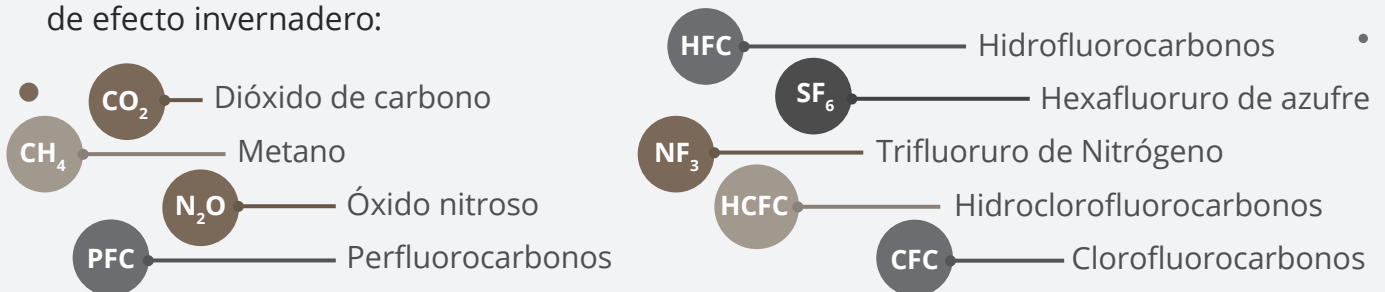 de efecto invernadero:
CO₂ Dióxido de carbono
CH₄ Metano
N₂O Óxido nitroso
PFC Perfluorocarbonos
HFC Hidrofluorocarbonos
SF₆ Hexafluoruro de azufre
NF₃ Trifluoruro de Nitrógeno
HCFC Hidroclorofluorocarbonos
CFC Clorofluorocarbonos